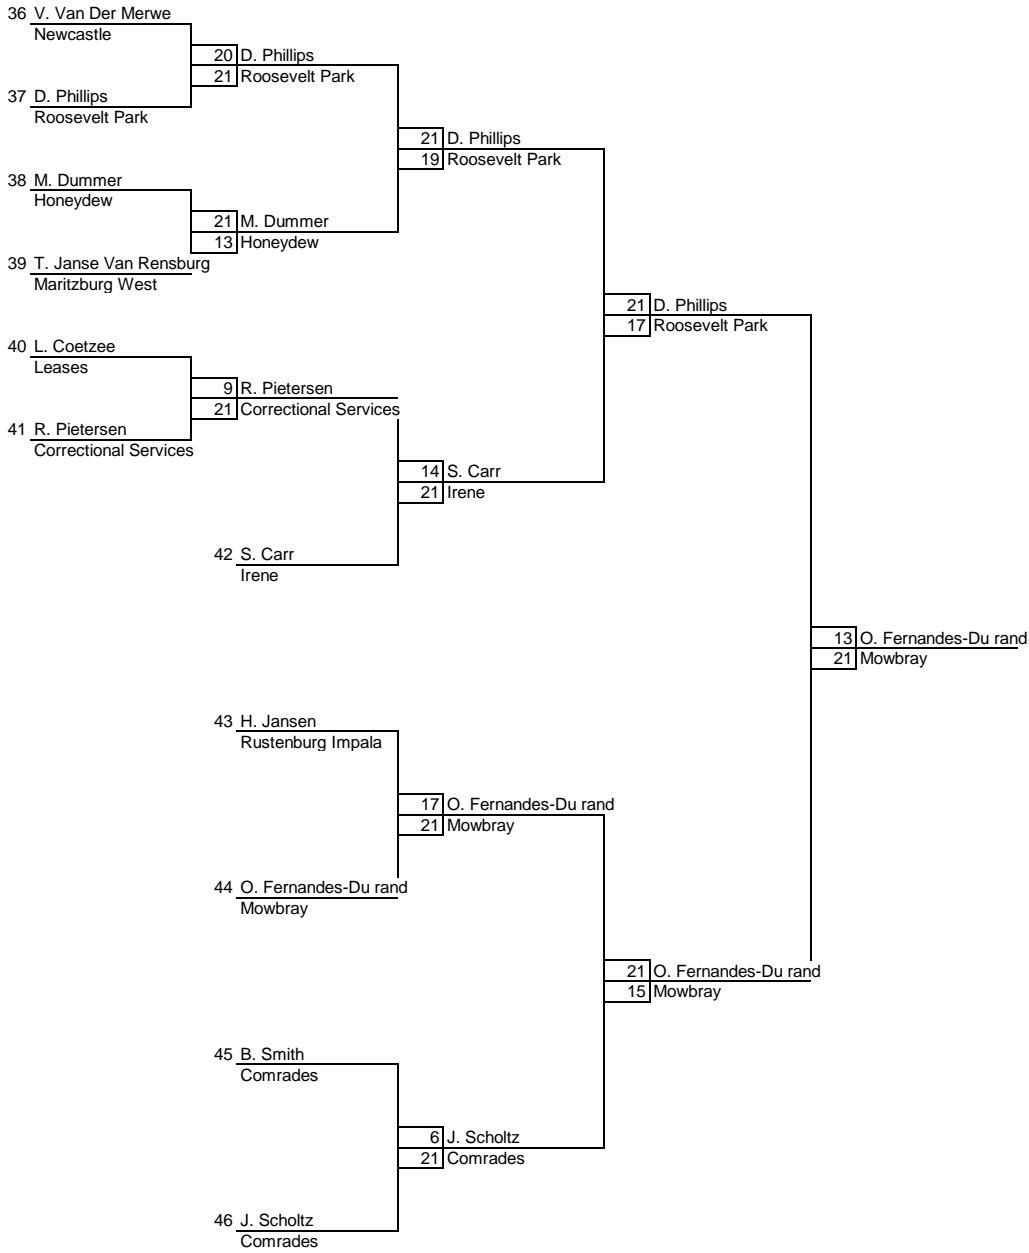 36 V. Van Der Merwe
Newcastle
20 D. Phillips
21 Roosevelt Park
37 D. Phillips
Roosevelt Park
21 D. Phillips
19 Roosevelt Park
38 M. Dummer
Honeydew
21 M. Dummer
13 Honeydew
39 T. Janse Van Rensburg
Maritzburg West
21 D. Phillips
17 Roosevelt Park
40 L. Coetzee
Leases
9 R. Pietersen
21 Correctional Services
41 R. Pietersen
Correctional Services
14 S. Carr
21 Irene
42 S. Carr
Irene
13 O. Fernandes-Du rand
21 Mowbray
43 H. Jansen
Rustenburg Impala
17 O. Fernandes-Du rand
21 Mowbray
44 O. Fernandes-Du rand
Mowbray
21 O. Fernandes-Du rand
15 Mowbray
45 B. Smith
Comrades
6 J. Scholtz
21 Comrades
46 J. Scholtz
Comrades